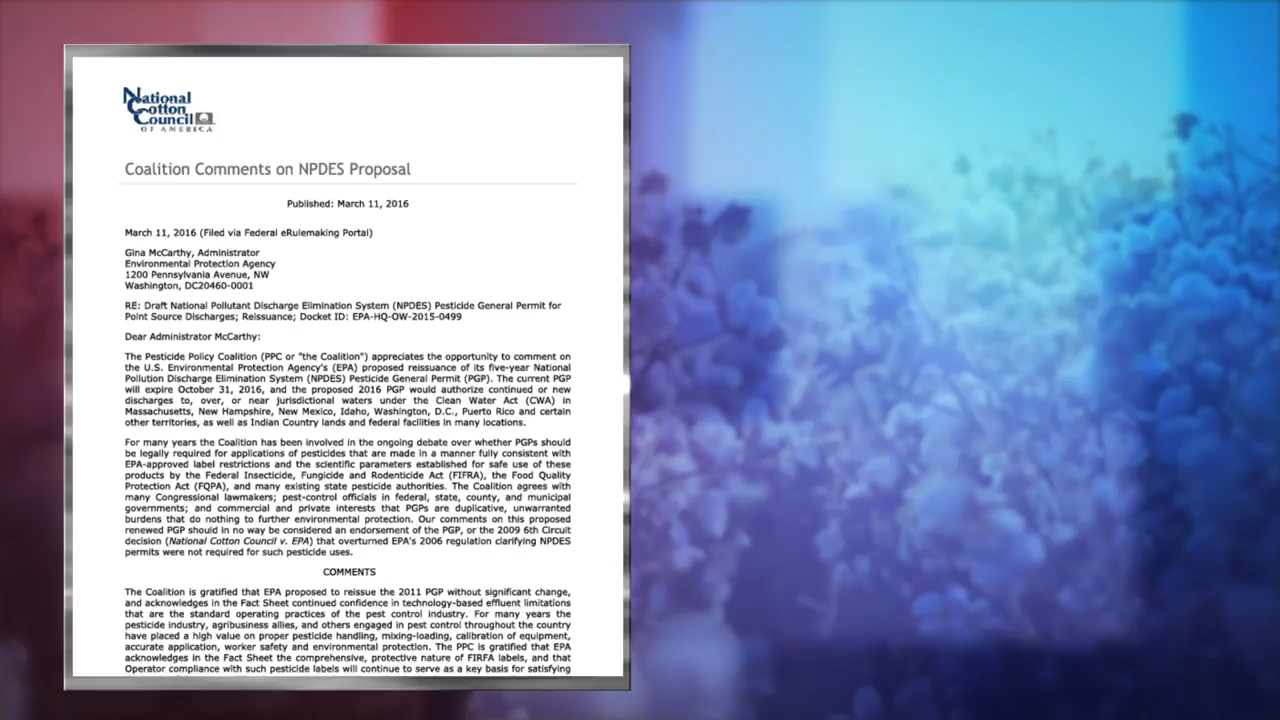 National
Cotton
Council
OF AMERICA
Coalition Comments on NPDES Proposal
Published: March 11, 2016
March 11, 2016 (Filed via Federal eRulemaking Portal)
Gina McCarthy, Administrator
Environmental Protection Agency
1200 Pennsylvania Avenue, NW
Washington, DC20460-0001
RE: Draft National Pollutant Discharge Elimination System (NPDES) Pesticide General Permit for
Point Source Discharges; Reissuance; Docket ID: EPA-HQ-OW-2015-0499
Dear Administrator McCarthy:
The Pesticide Policy Coalition (PPC or "the Coalition") appreciates the opportunity to comment on
the U.S. Environmental Protection Agency's (EPA) proposed reissuance of its five-year National
Pollution Discharge Elimination System (NPDES) Pesticide General Permit (PGP). The current PGP
will expire October 31, 2016, and the proposed 2016 PGP would authorize continued or new
discharges to, over, or near jurisdictional waters under the Clean Water Act (CWA) in
Massachusetts, New Hampshire, New Mexico, Idaho, Washington, D.C., Puerto Rico and certain
other territories, as well as Indian Country lands and federal facilities in many locations.
For many years the Coalition has been involved in the ongoing debate over whether PGPs should
be legally required for applications of pesticides that are made in a manner fully consistent with
EPA-approved label restrictions and the scientific parameters established for safe use of these
products by the Federal Insecticide, Fungicide and Rodenticide Act (FIFRA), the Food Quality
Protection Act (FQPA), and many existing state pesticide authorities. The Coalition agrees with
many Congressional lawmakers; pest-control officials in federal, state, county, and municipal
governments; and commercial and private interests that PGPs are duplicative, unwarranted
burdens that do nothing to further environmental protection. Our comments on this proposed
renewed PGP should in no way be considered an endorsement of the PGP, or the 2009 6th Circuit
decision (National Cotton Council v. EPA) that overturned EPA's 2006 regulation clarifying NPDES
permits were not required for such pesticide uses.
COMMENTS
The Coalition is gratified that EPA proposed to reissue the 2011 PGP without significant change,
and acknowledges in the Fact Sheet continued confidence in technology-based effluent limitations
that are the standard operating practices of the pest control industry. For many years the
pesticide industry, agribusiness allies, and others engaged in pest control throughout the country
have placed a high value on proper pesticide handling, mixing-loading, calibration of equipment,
accurate application, worker safety and environmental protection. The PPC is gratified that EPA
acknowledges in the Fact Sheet the comprehensive, protective nature of FIRFA labels, and that
Operator compliance with such pesticide labels will continue to serve as a key basis for satisfying